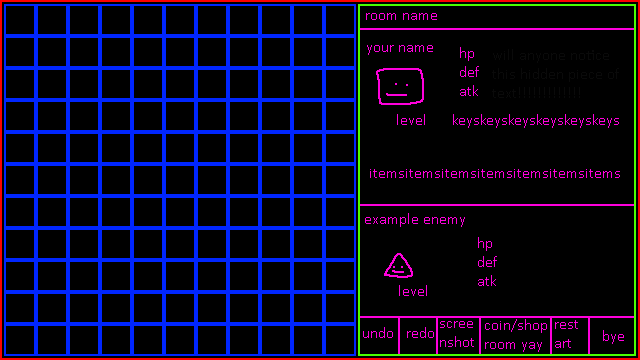 room name
your name
hp
def
atk
will anyone notice
this hidden piece of
text!!!!!!!!!!!!!
level
keyskeyskeyskeyskeyskeys
itemsitemsitemsitemsitemsitemsitems
example enemy
hp
def
atk
level
undo
redo
scree
nshot
coin/shop
room yay
rest
art
bye